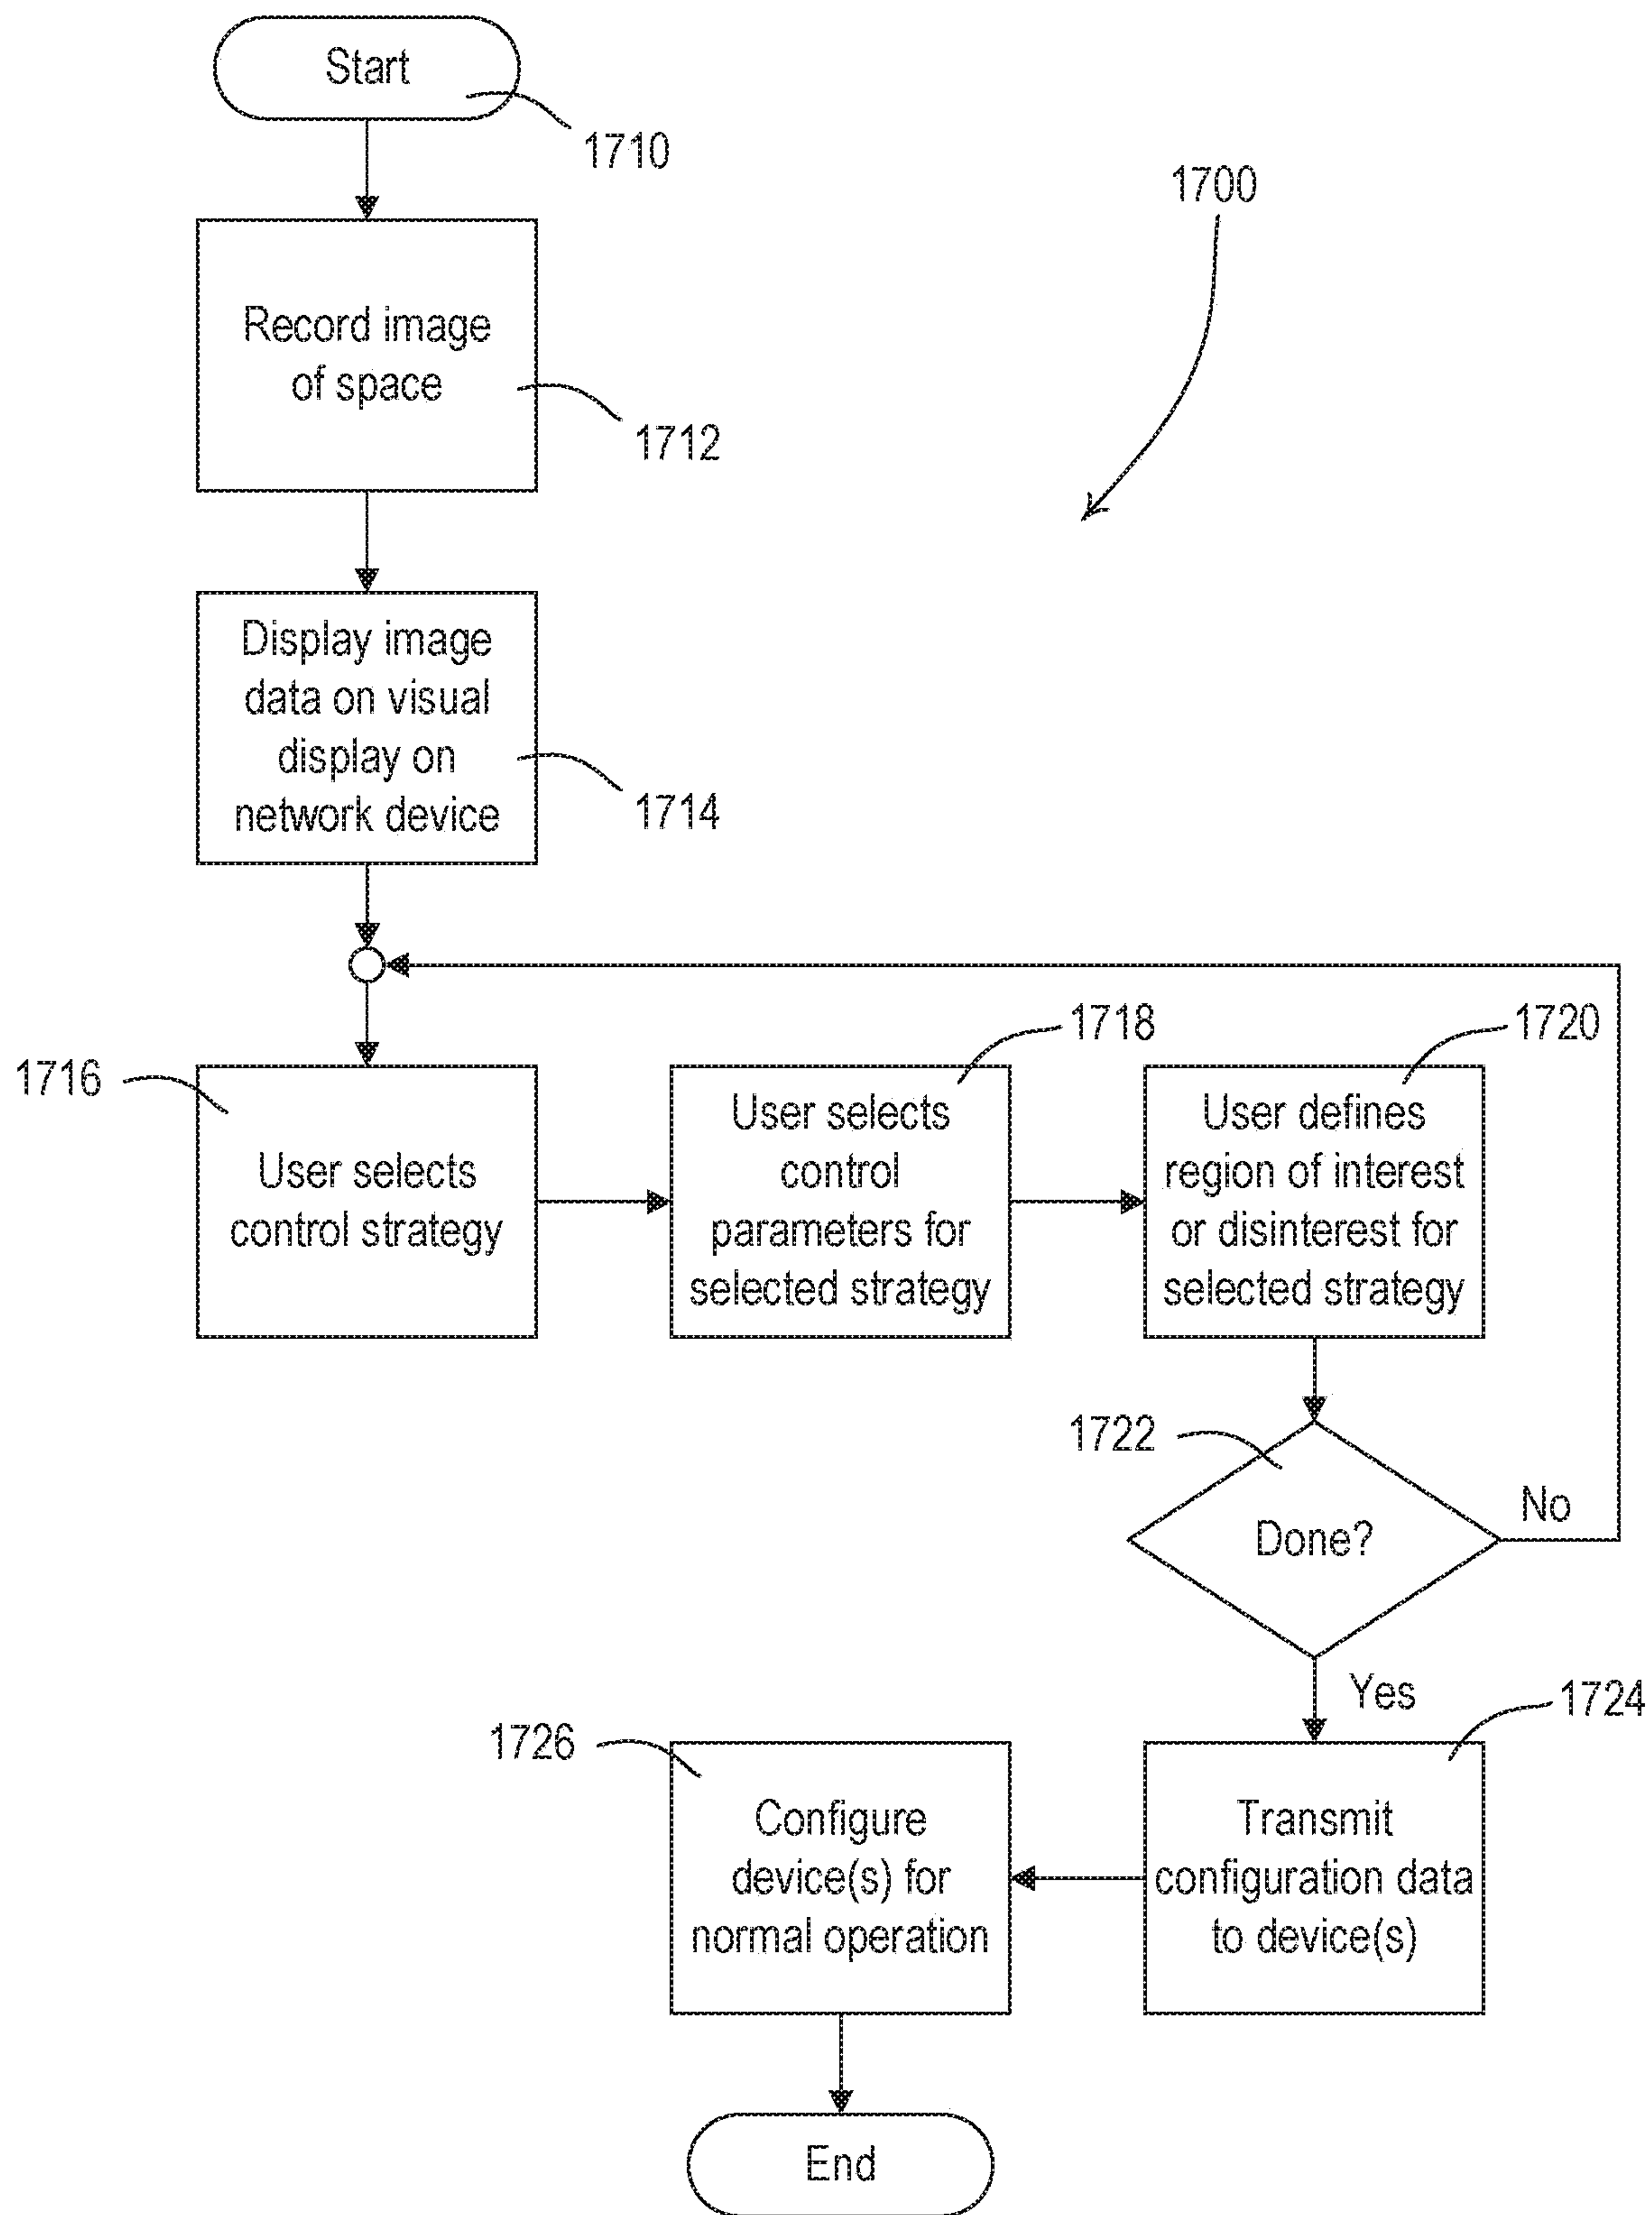 Start
1710
1700
Record image
of space
1712
Display image
data on visual
display on
network device
1714
1716
User selects
control strategy
1718
User selects
control
parameters for
selected strategy
1720
User defines
region of interest
or disinterest for
selected strategy
1722
Done?
No
Yes
1724
Transmit
configuration data
to device(s)
1726
Configure
device(s) for
normal operation
End